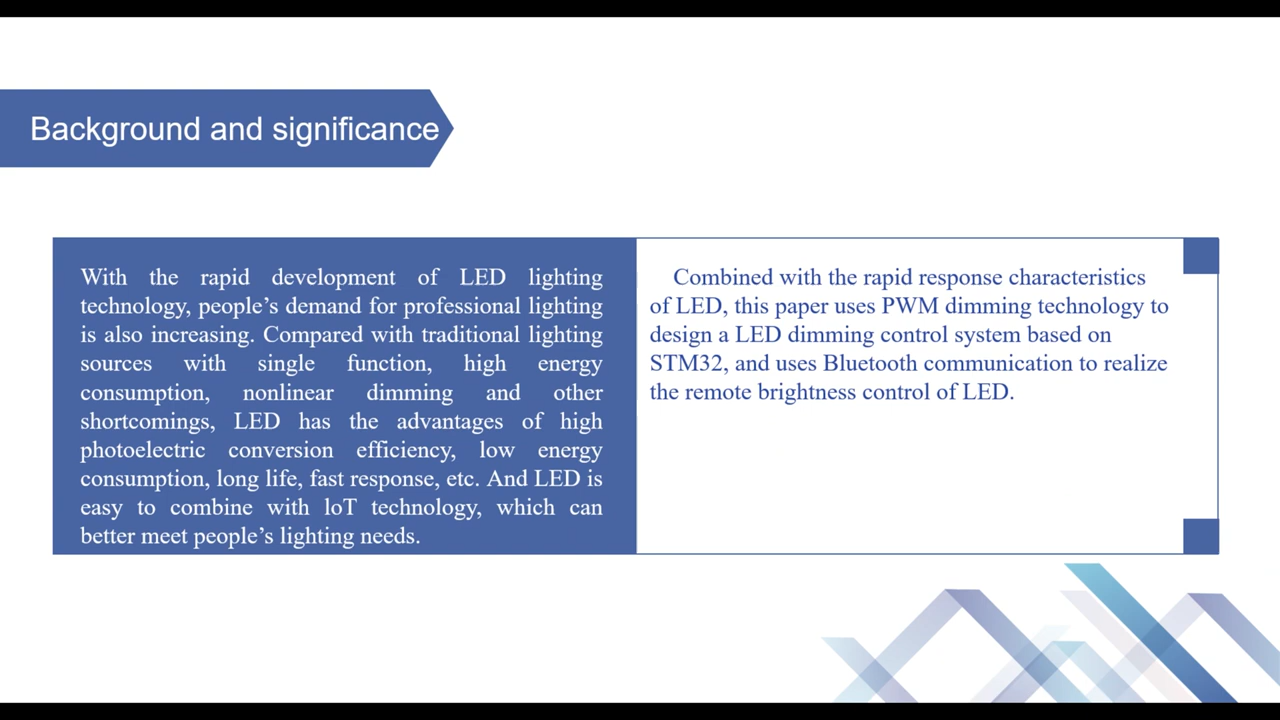 Background and significance
With the rapid development of LED lighting
technology, people’s demand for professional lighting
is also increasing. Compared with traditional lighting
sources with single function, high energy
consumption, nonlinear dimming and other
shortcomings, LED has the advantages of high
photoelectric conversion efficiency, low energy
consumption, long life, fast response, etc. And LED is
easy to combine with loT technology, which can
better meet people’s lighting needs.
Combined with the rapid response characteristics
of LED, this paper uses PWM dimming technology to
design a LED dimming control system based on
STM32, and uses Bluetooth communication to realize
the remote brightness control of LED.